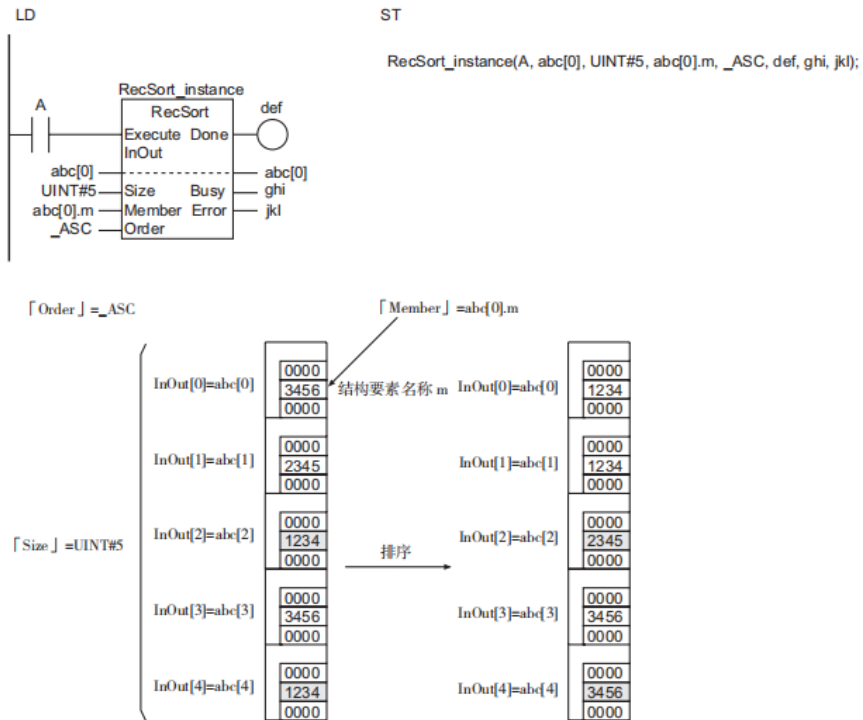 LD
ST
RecSort_instance(A, abc[0], UINT#5, abc[0].m, _ASC, def, ghi, jkl);
RecSort_instance
A
RecSort
def
Execute Done
InOut
abc[0]
abc[0]
UINT#5
Size
Busy
ghi
abc[0].m
Member
Error
jkl
_ASC
Order
「Order」=_ASC
「Member」=abc[0].m
0000
0000
InOut[0]=abc[0]
3456
结构要素名称 m
InOut[0]=abc[0]
1234
0000
0000
0000
0000
InOut[1]=abc[1]
2345
InOut[1]=abc[1]
1234
0000
0000
0000
0000
「Size」=UINT#5
InOut[2]=abc[2]
1234
排序
InOut[2]=abc[2]
2345
0000
0000
0000
0000
InOut[3]=abc[3]
3456
InOut[3]=abc[3]
3456
0000
0000
0000
0000
InOut[4]=abc[4]
1234
InOut[4]=abc[4]
3456
0000
0000